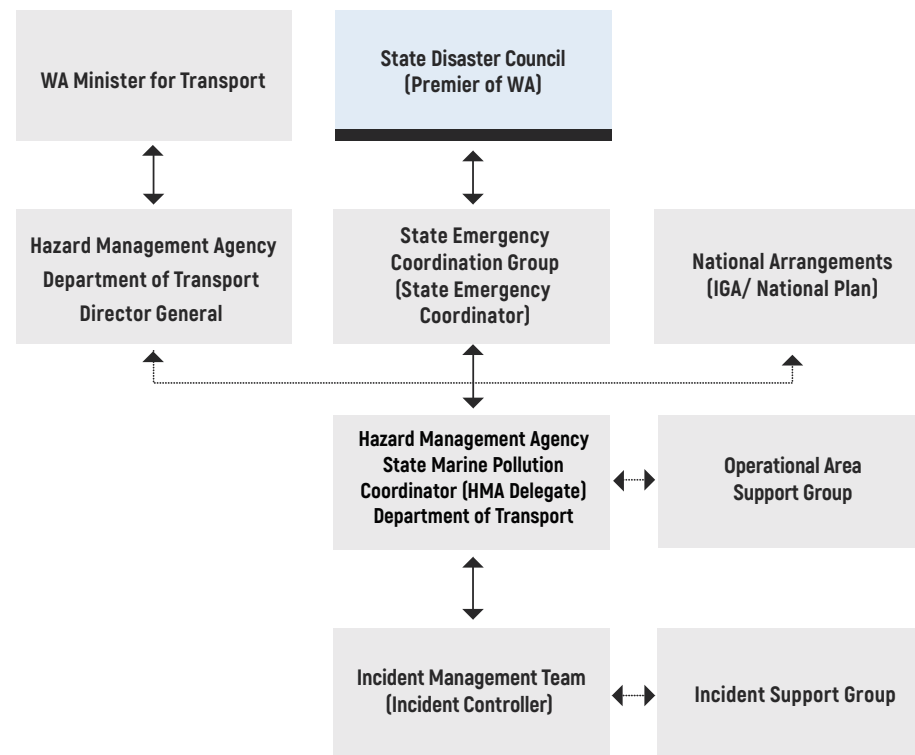 WA Minister for Transport
State Disaster Council
(Premier of WA)
Hazard Management Agency
Department of Transport
Director General
State Emergency
Coordination Group
(State Emergency
Coordinator)
National Arrangements
(IGA/ National Plan)
Hazard Management Agency
State Marine Pollution
Coordinator (HMA Delegate)
Department of Transport
Operational Area
Support Group
Incident Management Team
(Incident Controller)
Incident Support Group